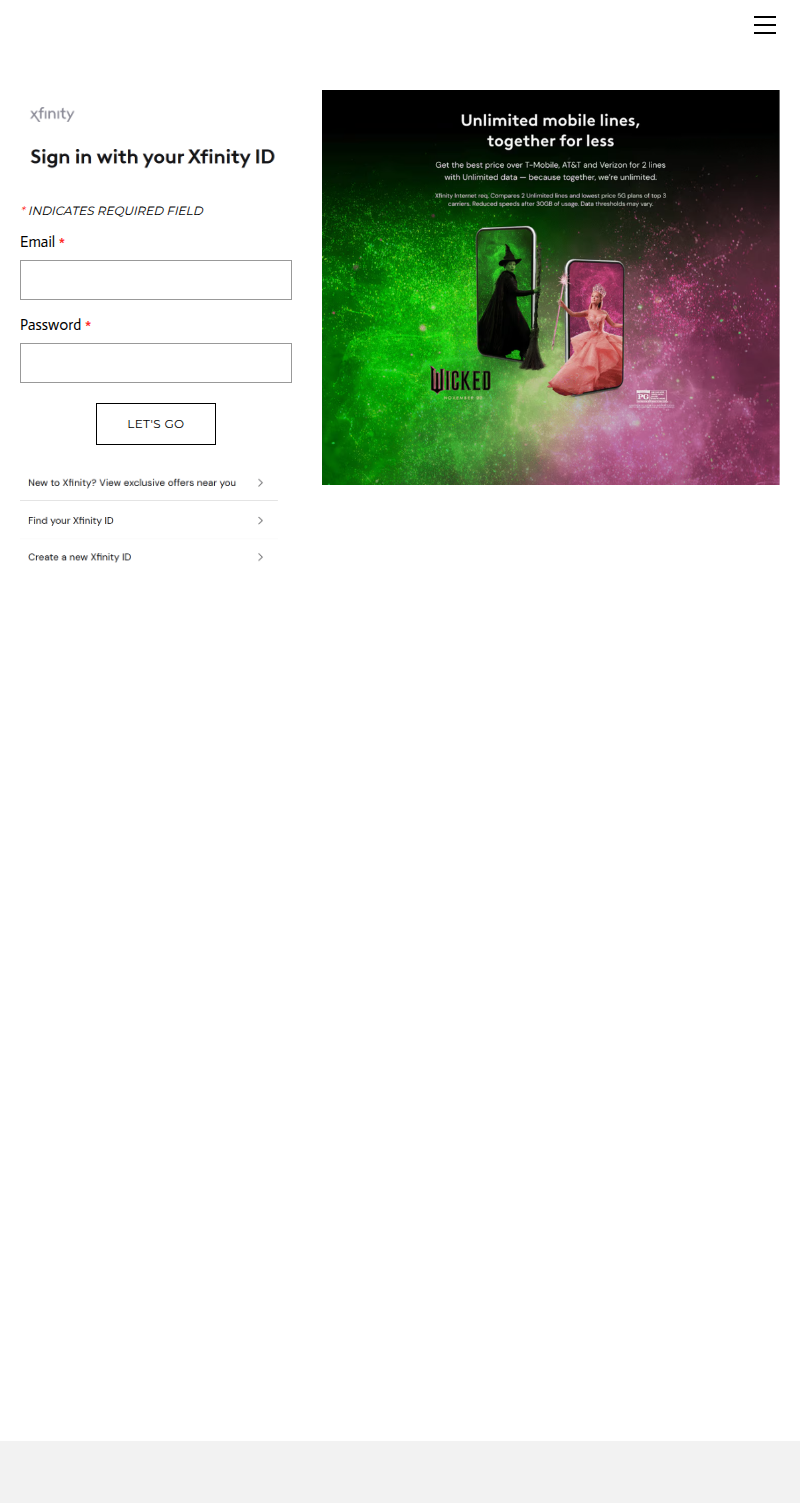 xfinity
Sign in with your Xfinity ID
* INDICATES REQUIRED FIELD
Email *
Password *
LET'S GO
New to Xfinity? View exclusive offers near you
Find your Xfinity ID
Create a new Xfinity ID
Unlimited mobile lines,
together for less
Get the best price over T-Mobile, AT&T and Verizon for 2 lines
with Unlimited data — because together, we're unlimited.
Xfinity Internet req. Compares 2 Unlimited lines and lowest price 5G plans of top 3
carriers. Reduced speeds after 30GB of usage. Data thresholds may vary.
WICKED
NOVEMBER
PG